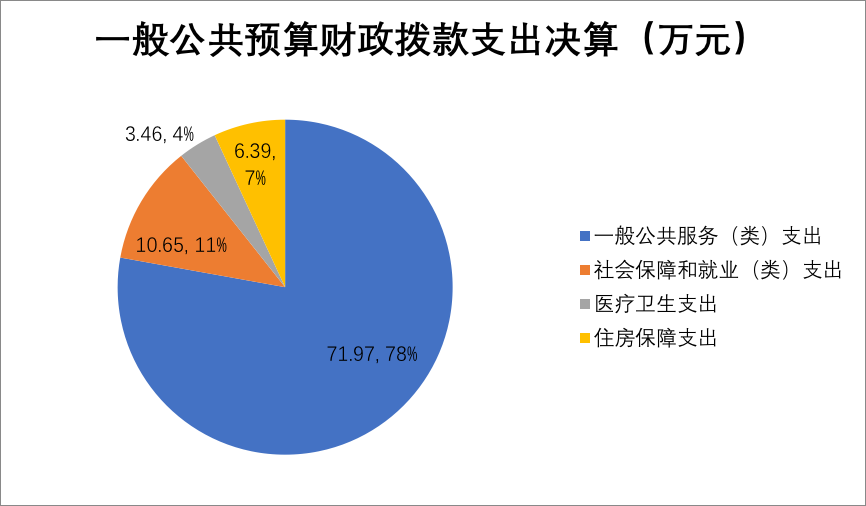 一般公共预算财政拨款支出决算（万元）
3.46, 4%
6.39,
7%
10.65, 11%
71.97, 78%
一般公共服务（类）支出
社会保障和就业（类）支出
医疗卫生支出
住房保障支出